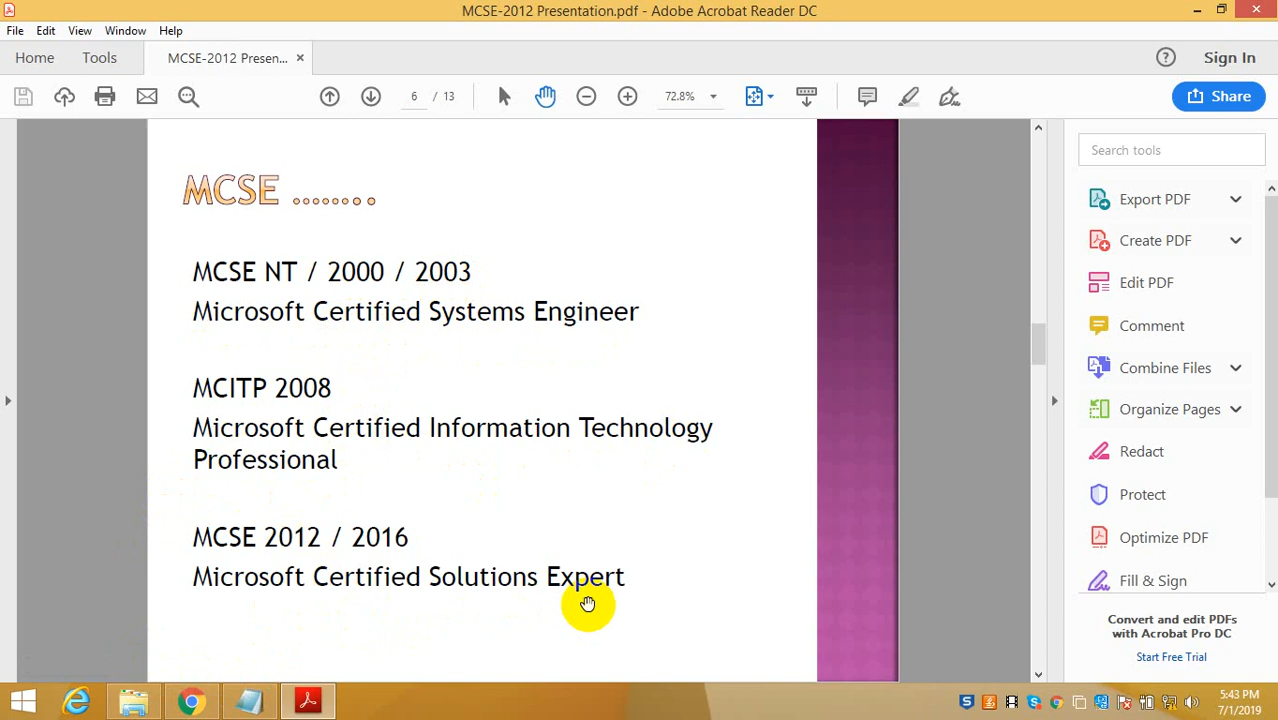 MCSE-2012 Presentation.pdf - Adobe Acrobat Reader DC
File Edit View Window Help
Home Tools MCSE-2012 Presen... Sign In
6 / 13 72.8% Share
MCSE ........
MCSE NT / 2000 / 2003
Microsoft Certified Systems Engineer
MCITP 2008
Microsoft Certified Information Technology
Professional
MCSE 2012 / 2016
Microsoft Certified Solutions Expert
Search tools
Export PDF
Create PDF
Edit PDF
Comment
Combine Files
Organize Pages
Redact
Protect
Optimize PDF
Fill & Sign
Convert and edit PDFs
with Acrobat Pro DC
Start Free Trial
5:43 PM
7/1/2019